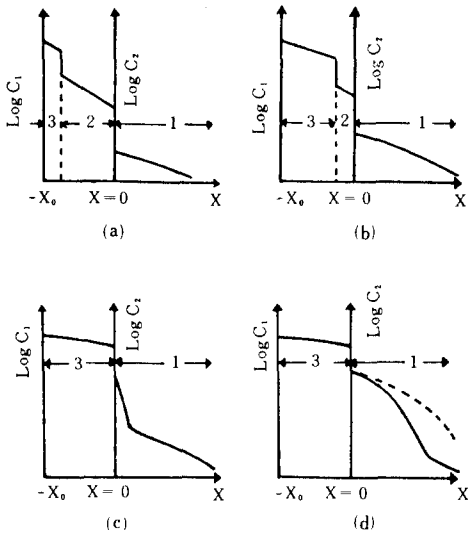 Log C₁
Log C₂
3
2
1
-X₀
X = 0
X
(a)
Log C₁
Log C₂
3
2
1
-X₀
X = 0
X
(b)
Log C₁
Log C₂
3
1
-X₀
X = 0
X
(c)
Log C₁
Log C₂
3
1
-X₀
X = 0
X
(d)